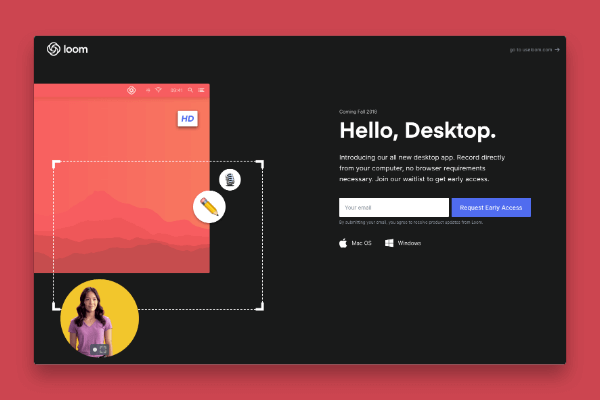 loom
go to useloom.com →
HD
Coming Fall 2018
Hello, Desktop.
Introducing our all new desktop app. Record directly
from your computer, no browser requirements
necessary. Join our waitlist to get early access.
Your email
Request Early Access
By submitting your email, you agree to receive product updates from Loom.
Mac OS
Windows